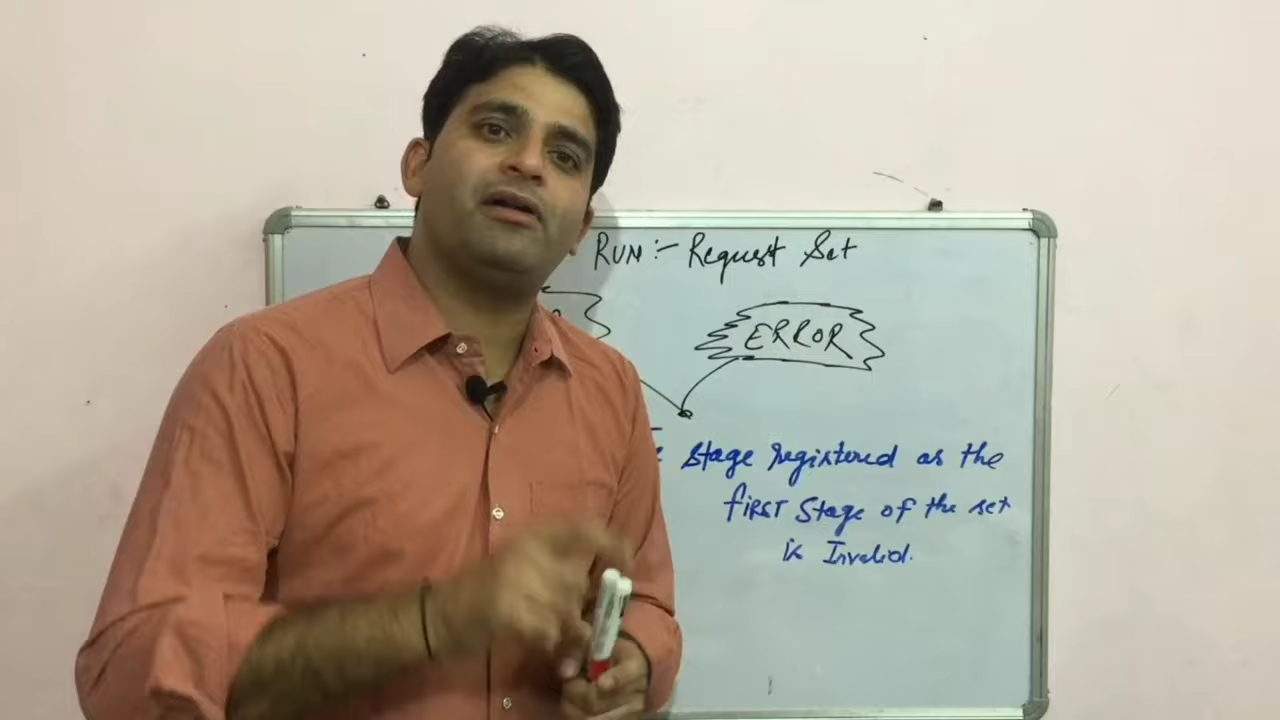 RUN:- Request Set
ERROR
stage registered as the
fIRST Stage of the set
is Invalid.